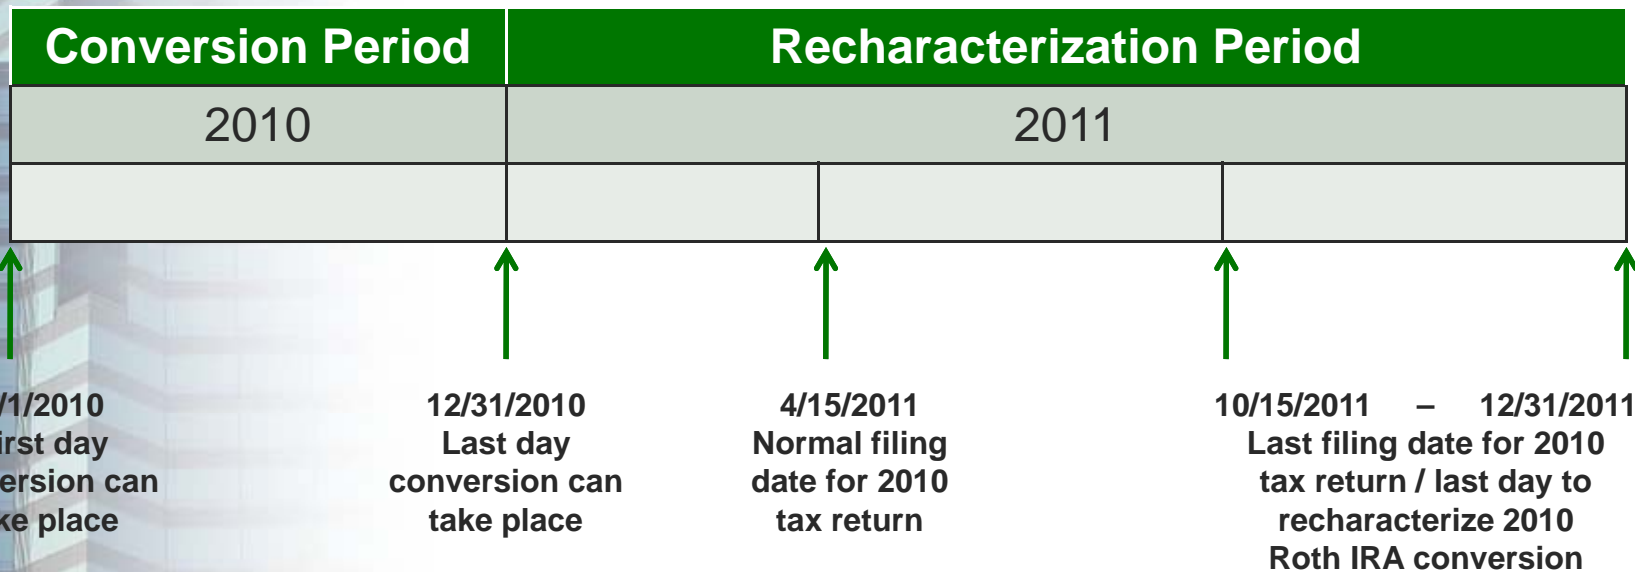 Conversion Period
Recharacterization Period
2010
2011
/1/2010
irst day
ersion can
ke place
12/31/2010
Last day
conversion can
take place
4/15/2011
Normal filing
date for 2010
tax return
10/15/2011 – 12/31/2011
Last filing date for 2010
tax return / last day to
recharacterize 2010
Roth IRA conversion